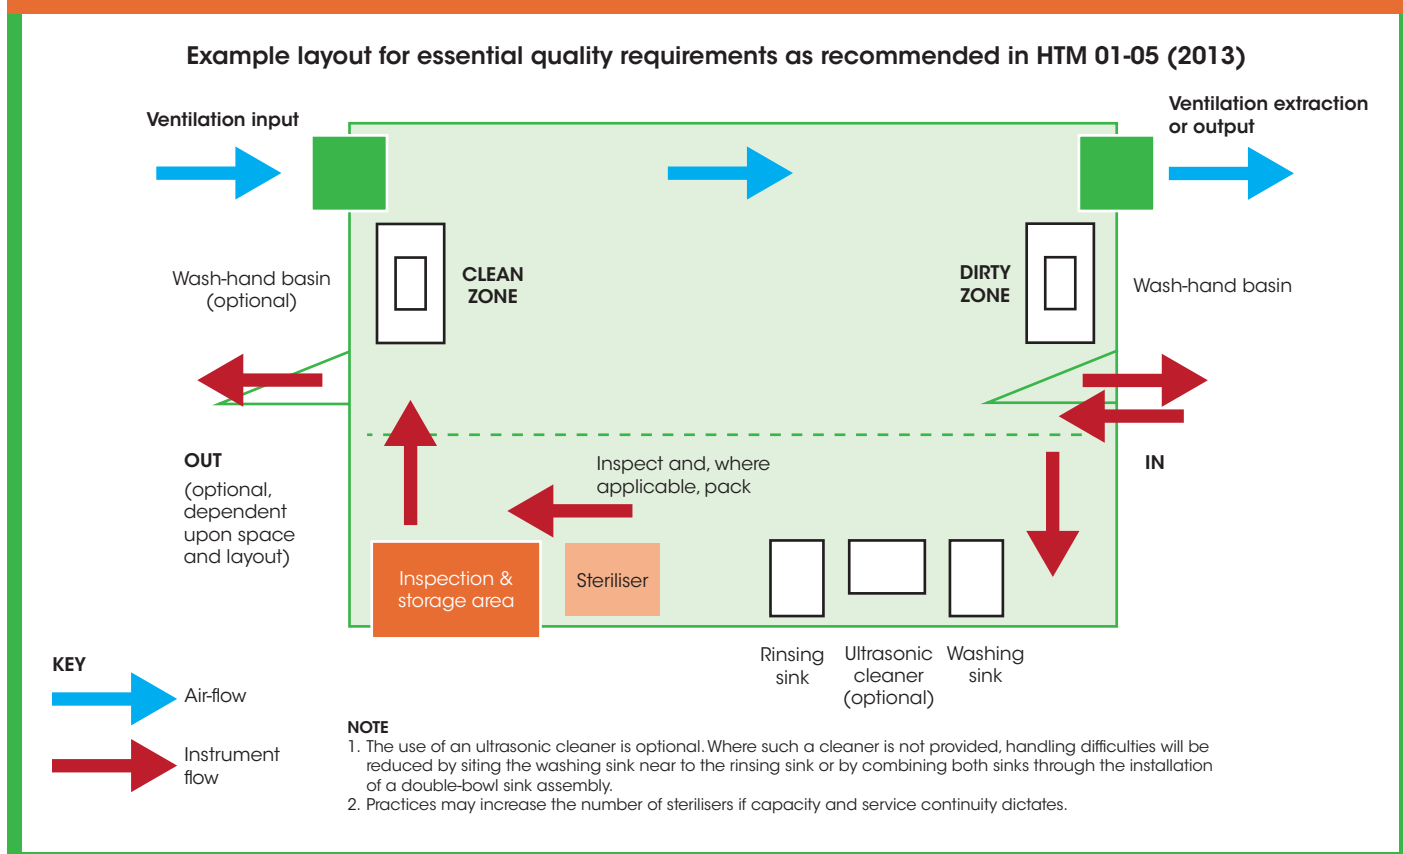 Example layout for essential quality requirements as recommended in HTM 01-05 (2013)
Ventilation input
Ventilation extraction
or output
Wash-hand basin
(optional)
CLEAN
ZONE
DIRTY
ZONE
Wash-hand basin
OUT
(optional,
dependent
upon space
and layout)
Inspect and, where
applicable, pack
IN
Inspection &
storage area
Steriliser
Rinsing
sink
Ultrasonic
cleaner
(optional)
Washing
sink
KEY
Air-flow
Instrument
flow
NOTE
1. The use of an ultrasonic cleaner is optional. Where such a cleaner is not provided, handling difficulties will be
reduced by siting the washing sink near to the rinsing sink or by combining both sinks through the installation
of a double-bowl sink assembly.
2. Practices may increase the number of sterilisers if capacity and service continuity dictates.